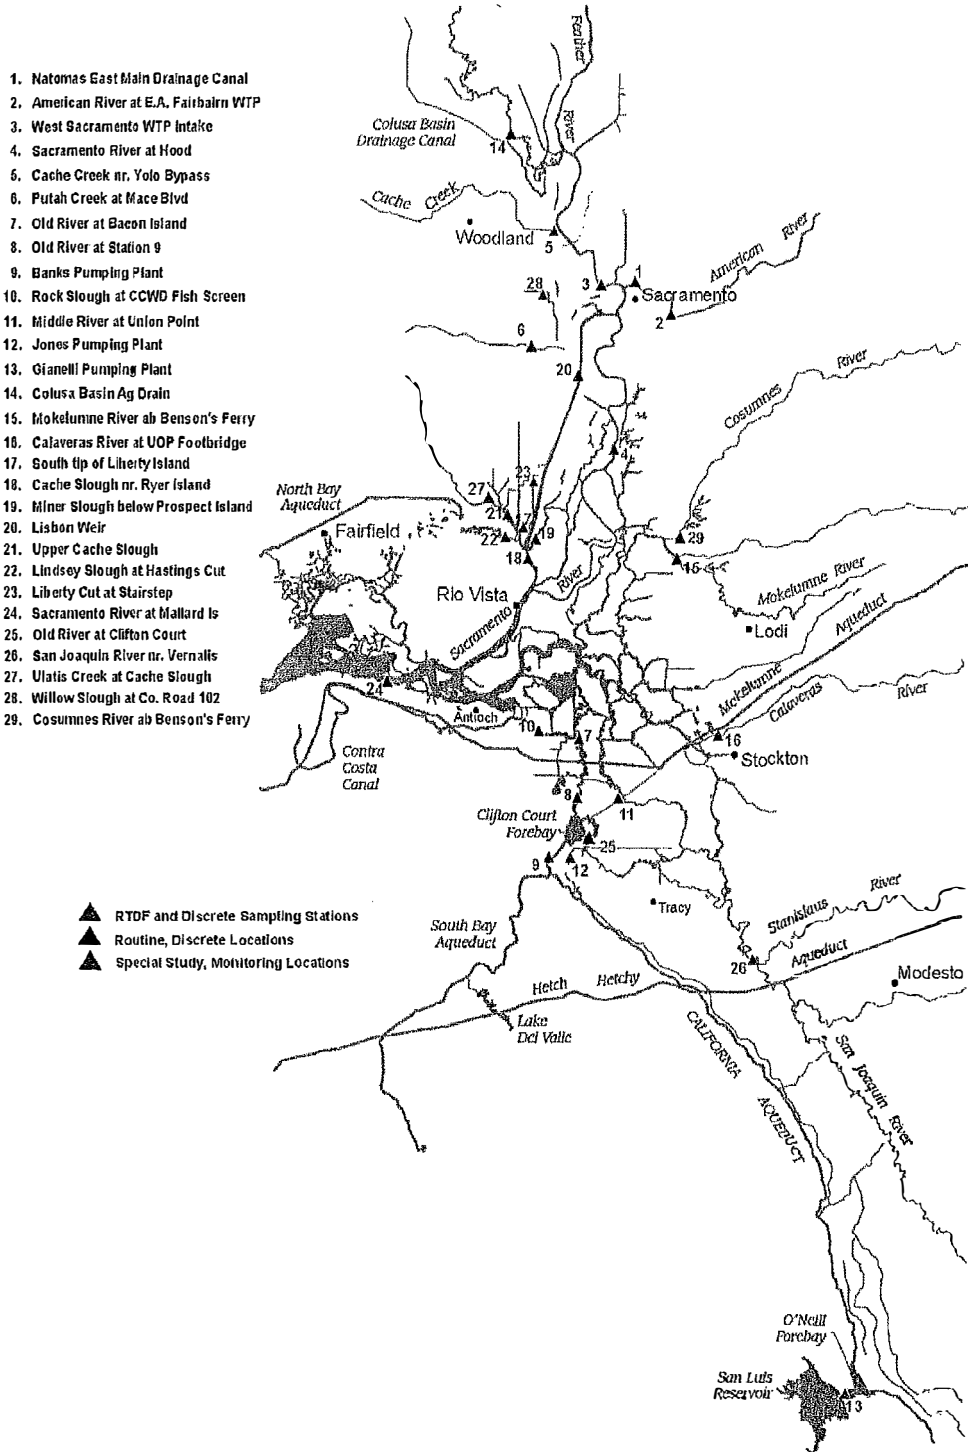 1. Natomas East Main Drainage Canal
2. American River at E.A. Fairbairn WTP
3. West Sacramento WTP Intake
4. Sacramento River at Hood
5. Cache Creek nr. Yolo Bypass
6. Putah Creek at Mace Blvd
7. Old River at Bacon Island
8. Old River at Station 9
9. Banks Pumping Plant
10. Rock Slough at CCWD Fish Screen
11. Middle River at Union Point
12. Jones Pumping Plant
13. Gianelli Pumping Plant
14. Colusa Basin Ag Drain
15. Mokelumne River ab Benson's Ferry
16. Calaveras River at UOP Footbridge
17. South tip of Liberty Island
18. Cache Slough nr. Ryer Island
19. Miner Slough below Prospect Island
20. Lisbon Weir
21. Upper Cache Slough
22. Lindsey Slough at Hastings Cut
23. Liberty Cut at Stairstep
24. Sacramento River at Mallard Is
25. Old River at Clifton Court
26. San Joaquin River nr. Vernalis
27. Ulatis Creek at Cache Slough
28. Willow Slough at Co. Road 102
29. Cosumnes River ab Benson's Ferry
Feather
River
Colusa Basin
Drainage Canal
14
Cache Creek
Woodland
5
American River
28
3
1
Sacramento
2
6
20
Cosumnes River
4
North Bay
Aqueduct
23
27
21
17
Fairfield
22
19
29
18
15
River
Mokelumne River
Rio Vista
Aqueduct
Lodi
Sacramento
Mokelumne
24
Calaveras River
Antioch
10
7
16
Contra
Costa
Canal
Stockton
8
11
Clifton Court
Forebay
25
9
12
RTDF and Discrete Sampling Stations
Routine, Discrete Locations
Special Study, Monitoring Locations
Tracy
Stanislaus River
South Bay
Aqueduct
26
Aqueduct
Modesto
Hetch Hetchy
Lake
Del Valle
CALIFORNIA
AQUEDUCT
San Joaquin River
O'Neill
Forebay
San Luis
Reservoir
13